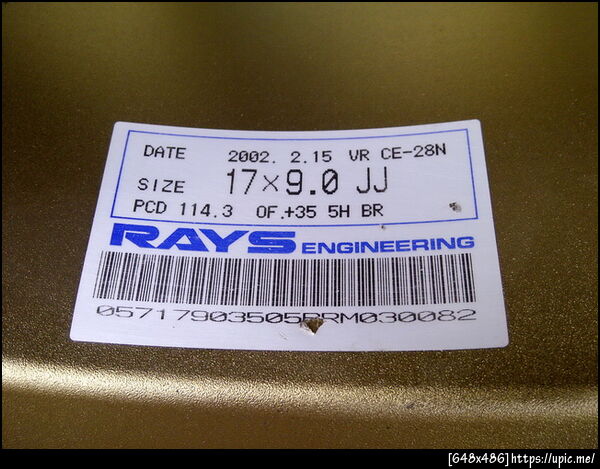 DATE 2002. 2.15 VR CE-28N
SIZE 17×9.0 JJ
PCD 114.3 OF.+35 5H BR
RAYS ENGINEERING
[648x486]https://upic.me/